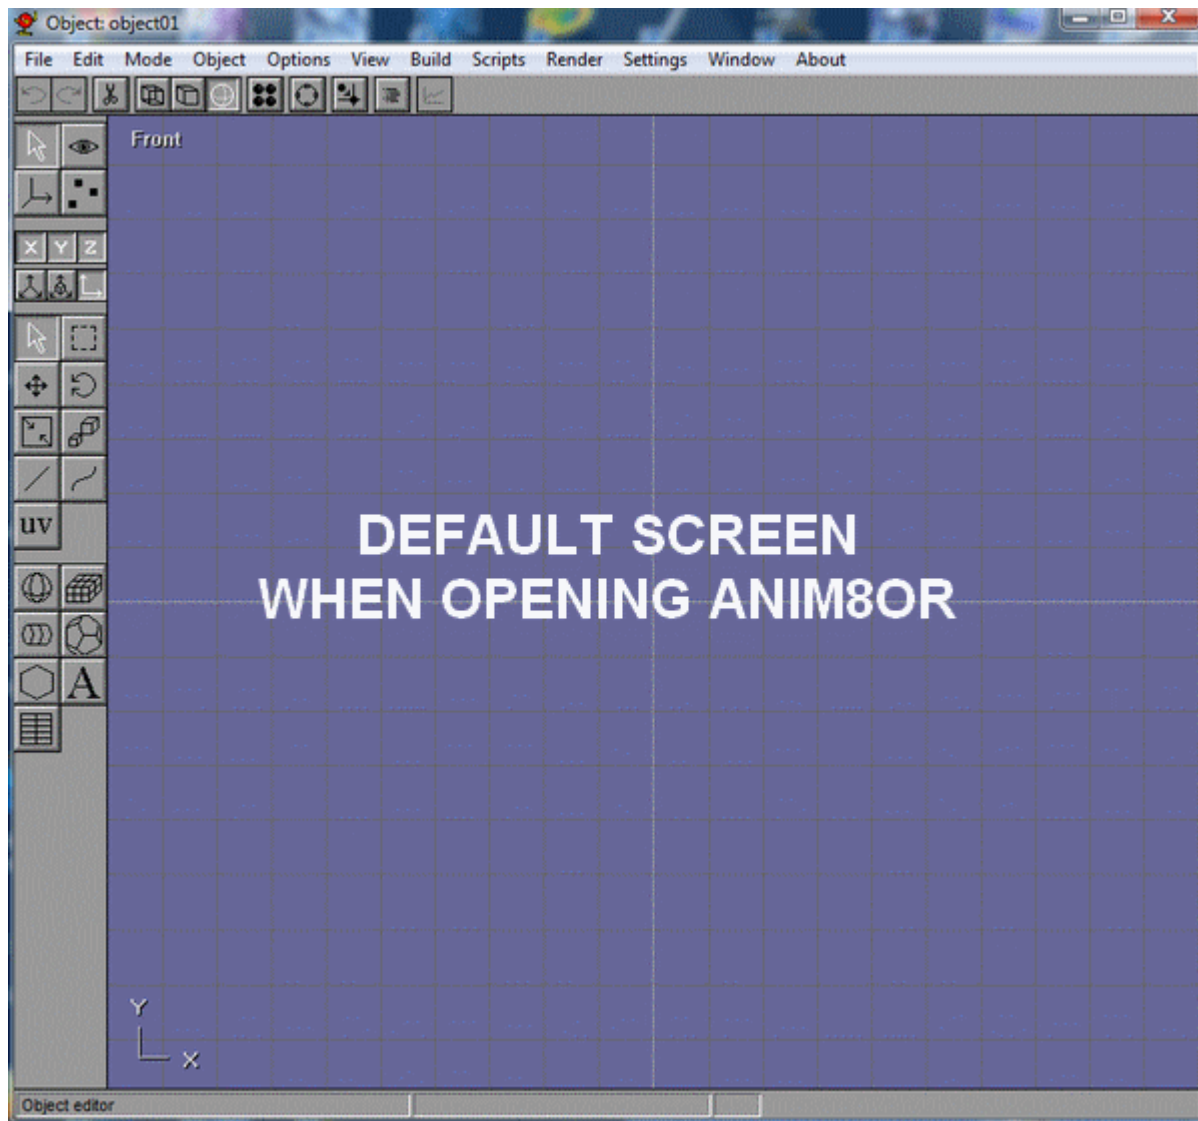 Object: object01
File Edit Mode Object Options View Build Scripts Render Settings Window About
Front
X Y Z
uv
A
DEFAULT SCREEN
WHEN OPENING ANIM8OR
Y
X
Object editor